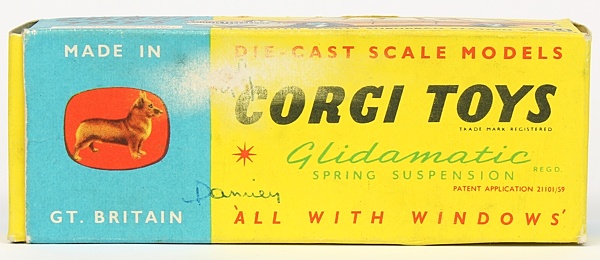 MADE IN
GT. BRITAIN
DIE-CAST SCALE MODELS
CORGI TOYS
TRADE MARK REGISTERED
Glidamatic REGD.
SPRING SUSPENSION
PATENT APPLICATION 21101/59
'ALL WITH WINDOWS'